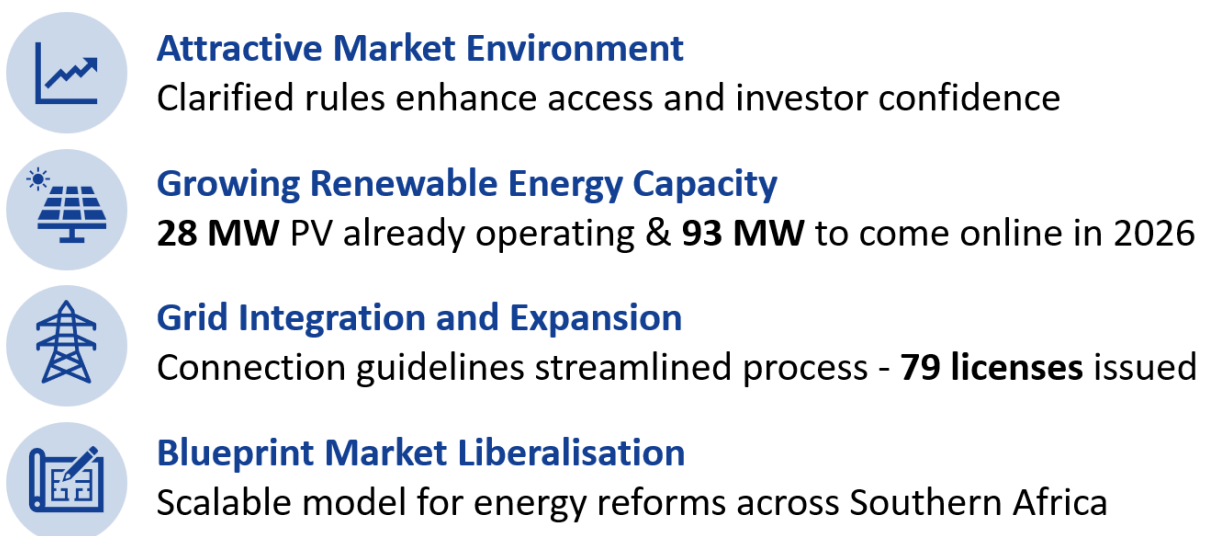 Attractive Market Environment
Clarified rules enhance access and investor confidence
Growing Renewable Energy Capacity
28 MW PV already operating & 93 MW to come online in 2026
Grid Integration and Expansion
Connection guidelines streamlined process - 79 licenses issued
Blueprint Market Liberalisation
Scalable model for energy reforms across Southern Africa